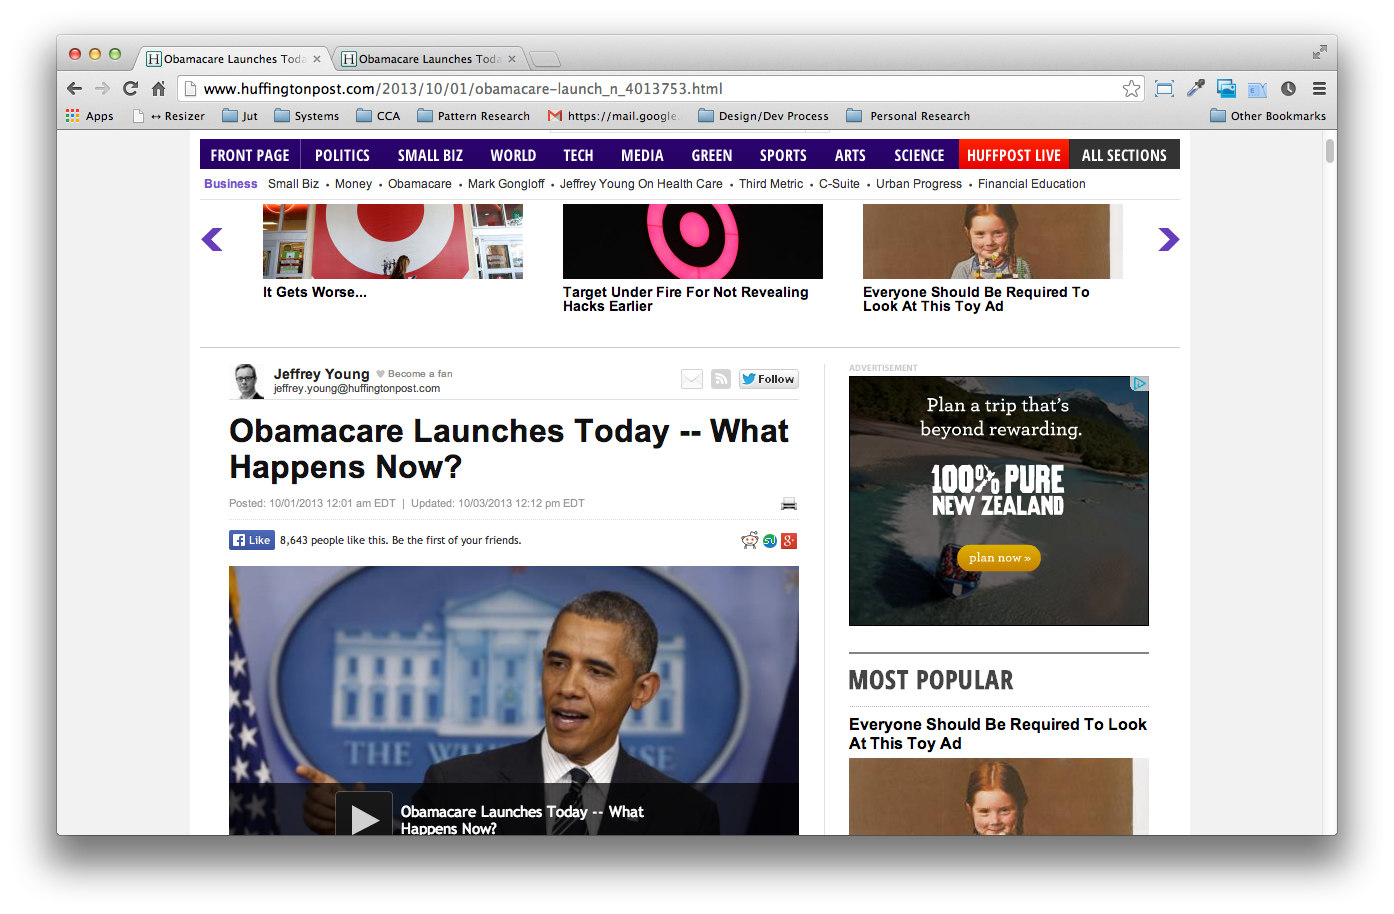 Obamacare Launches Toda
Obamacare Launches Toda
www.huffingtonpost.com/2013/10/01/obamacare-launch_n_4013753.html
Apps ↔ Resizer Jut Systems CCA Pattern Research https://mail.google. Design/Dev Process Personal Research Other Bookmarks
FRONT PAGE POLITICS SMALL BIZ WORLD TECH MEDIA GREEN SPORTS ARTS SCIENCE HUFFPOST LIVE ALL SECTIONS
Business Small Biz • Money • Obamacare • Mark Gongloff • Jeffrey Young On Health Care • Third Metric • C-Suite • Urban Progress • Financial Education
It Gets Worse...
Target Under Fire For Not Revealing
Hacks Earlier
Everyone Should Be Required To
Look At This Toy Ad
Jeffrey Young Become a fan
jeffrey.young@huffingtonpost.com
Follow
Obamacare Launches Today -- What
Happens Now?
Posted: 10/01/2013 12:01 am EDT | Updated: 10/03/2013 12:12 pm EDT
Like 8,643 people like this. Be the first of your friends.
THE WH SE
Obamacare Launches Today -- What
Happens Now?
ADVERTISEMENT
Plan a trip that's
beyond rewarding.
100% PURE
NEW ZEALAND
plan now »
MOST POPULAR
Everyone Should Be Required To Look
At This Toy Ad